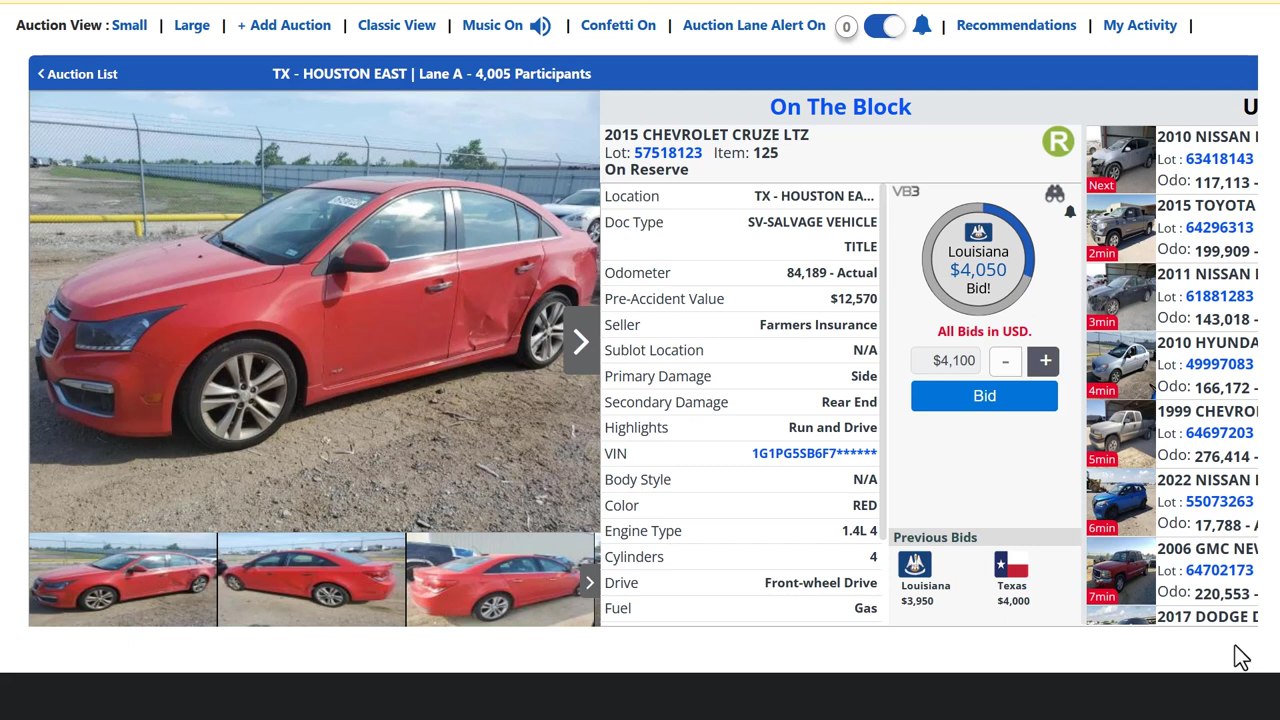 Auction View : Small | Large | + Add Auction | Classic View | Music On | Confetti On | Auction Lane Alert On 0 | Recommendations | My Activity |
Auction List
TX - HOUSTON EAST | Lane A - 4,005 Participants
On The Block
2015 CHEVROLET CRUZE LTZ
Lot: 57518123 Item: 125
On Reserve
R
Location TX - HOUSTON EA...
Doc Type SV-SALVAGE VEHICLE
TITLE
Odometer 84,189 - Actual
Pre-Accident Value $12,570
Seller Farmers Insurance
Sublot Location N/A
Primary Damage Side
Secondary Damage Rear End
Highlights Run and Drive
VIN 1G1PG5SB6F7******
Body Style N/A
Color RED
Engine Type 1.4L 4
Cylinders 4
Drive Front-wheel Drive
Fuel Gas
VB3
Louisiana
$4,050
Bid!
All Bids in USD.
$4,100 - +
Bid
Previous Bids
Louisiana
$3,950
Texas
$4,000
U
2010 NISSAN
Lot : 63418143
Odo: 117,113 -
Next
2015 TOYOTA
Lot : 64296313
Odo: 199,909 -
2min
2011 NISSAN
Lot : 61881283
Odo: 143,018 -
3min
2010 HYUNDA
Lot : 49997083
Odo: 166,172 -
4min
1999 CHEVRO
Lot : 64697203
Odo: 276,414 -
5min
2022 NISSAN
Lot : 55073263
Odo: 17,788 -
6min
2006 GMC NE
Lot : 64702173
Odo: 220,553 -
7min
2017 DODGE